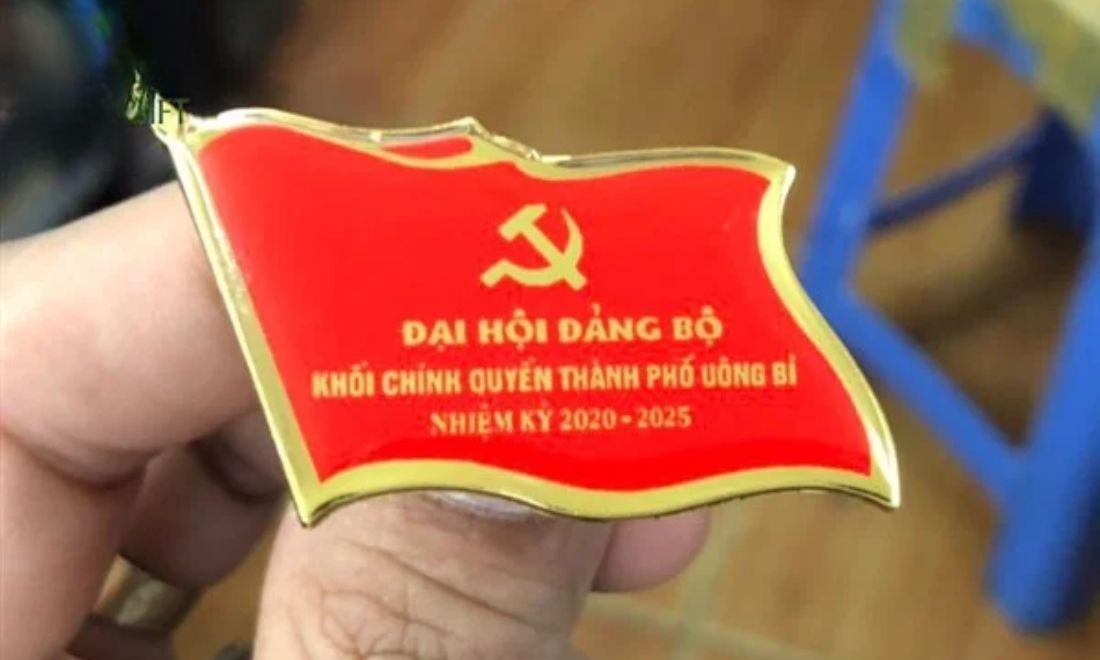 ĐẠI HỘI ĐẢNG BỘ
KHỐI CHÍNH QUYỀN THÀNH PHỐ UÔNG BÍ
NHIỆM KỲ 2020 - 2025